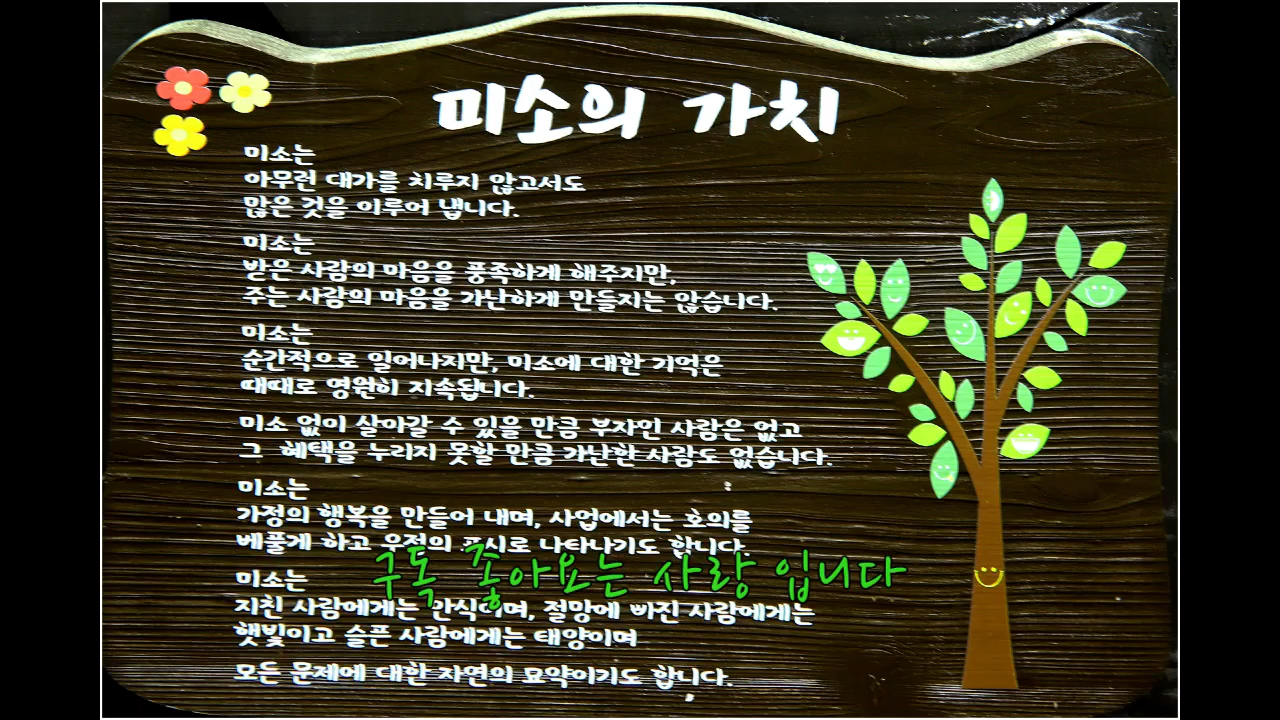 미소의 가치
미소는
아무런 대가를 치루지 않고서도
많은 것을 이루어 냅니다.
미소는
받은 사람의 마음을 풍족하게 해주지만,
주는 사람의 마음을 가난하게 만들지는 않습니다.
미소는
순간적으로 일어나지만, 미소에 대한 기억은
때때로 영원히 지속됩니다.
미소 없이 살아갈 수 있을 만큼 부자인 사람은 없고
그 혜택을 누리지 못할 만큼 가난한 사람도 없습니다.
미소는
가정의 행복을 만들어 내며, 사업에서는 호의를
베풀게 하고 우정의 표시로 나타나기도 합니다.
구독 좋아요는 사랑 입니다
미소는
지친 사람에게는 안식이며, 절망에 빠진 사람에게는
햇빛이고 슬픈 사람에게는 태양이며
모든 문제에 대한 자연의 묘약이기도 합니다.